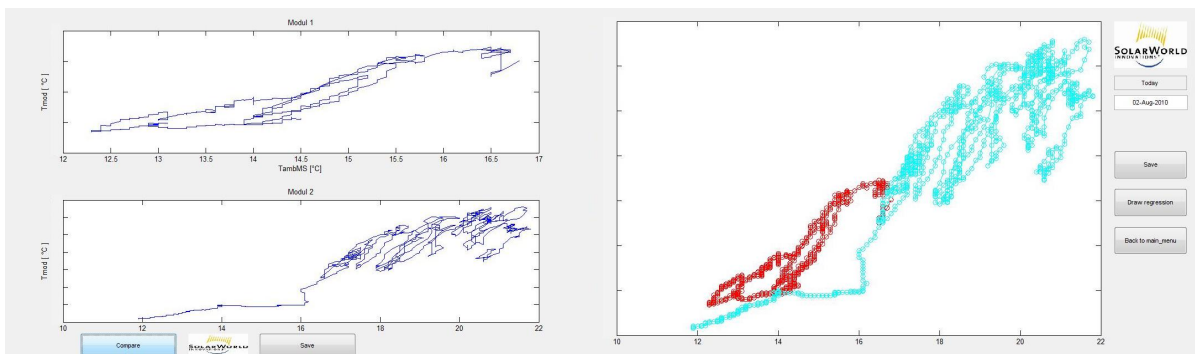 Modul 1
Tmod [ °C]
12 12.5 13 13.5 14 14.5 15 15.5 16 16.5 17
TambMS [°C]
Modul 2
Tmod [ °C]
10 12 14 16 18 20 22
Compare
SOLARWORLD
Save
10 12 14 16 18 20 22
SOLARWORLD
INNOVATIONS
Today
02-Aug-2010
Save
Draw regression
Back to main_menu